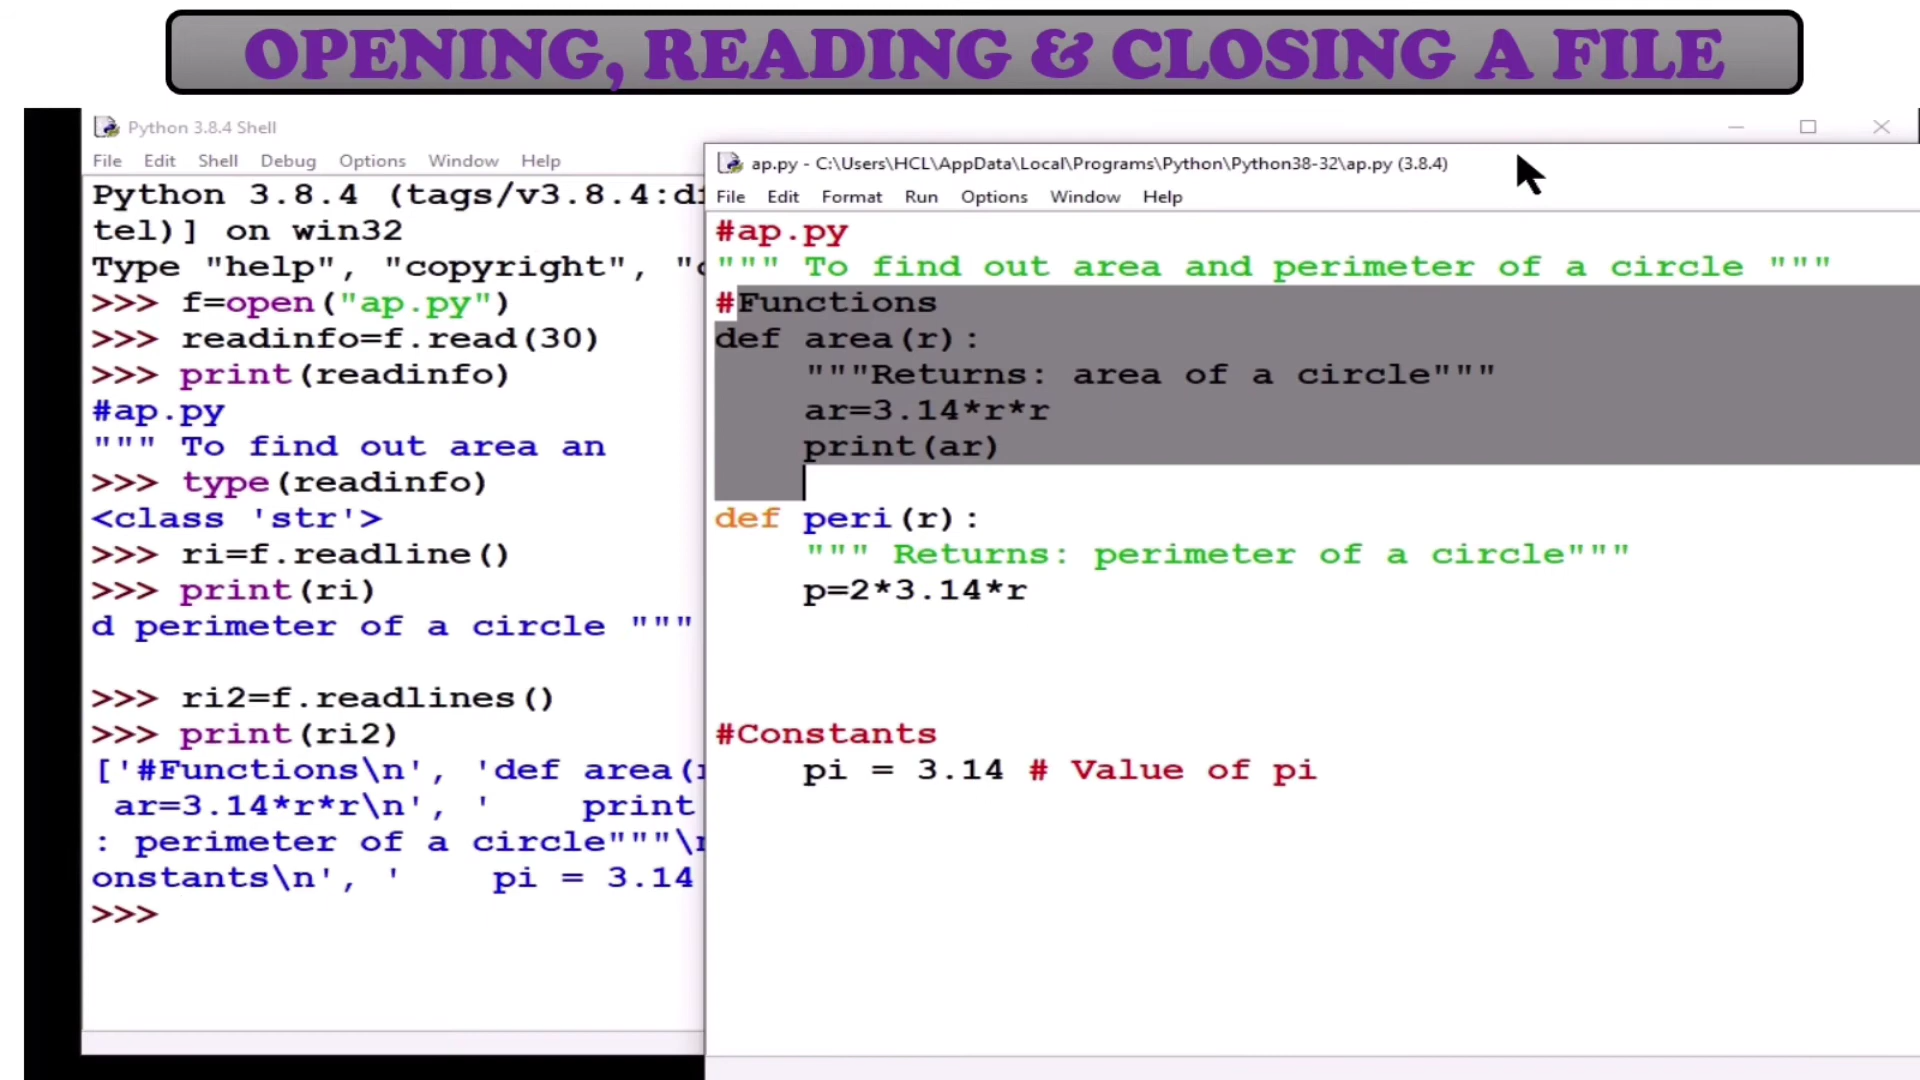 OPENING, READING & CLOSING A FILE
Python 3.8.4 Shell
File Edit Shell Debug Options Window Help
Python 3.8.4 (tags/v3.8.4:df
tel)] on win32
Type "help", "copyright", "c
>>> f=open("ap.py")
>>> readinfo=f.read(30)
>>> print(readinfo)
#ap.py
""" To find out area an
>>> type(readinfo)
<class 'str'>
>>> ri=f.readline()
>>> print(ri)
d perimeter of a circle """
>>> ri2=f.readlines()
>>> print(ri2)
['#Functions\n', 'def area(r
 ar=3.14*r*r\n', '    print
: perimeter of a circle"""\n
onstants\n', '    pi = 3.14
>>>
ap.py - C:\Users\HCL\AppData\Local\Programs\Python\Python38-32\ap.py (3.8.4)
File Edit Format Run Options Window Help
#ap.py
""" To find out area and perimeter of a circle """
#Functions
def area(r):
    """Returns: area of a circle"""
    ar=3.14*r*r
    print(ar)
def peri(r):
    """ Returns: perimeter of a circle"""
    p=2*3.14*r
#Constants
    pi = 3.14 # Value of pi